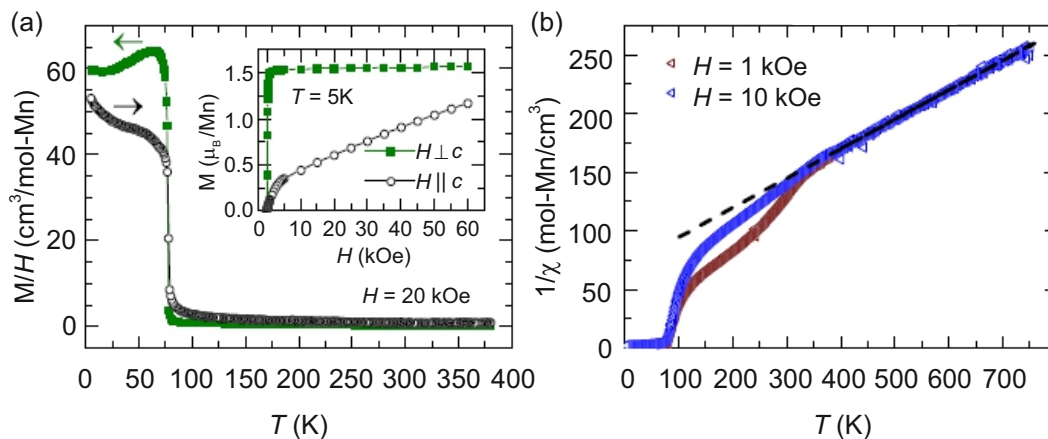 (a)
M/H (cm³/mol-Mn)
60
40
20
0
0
50
75
150
200
250
300
350
400
T (K)
H = 20 kOe
M (μB/Mn)
1.5
1.0
0.5
0.0
0
10
20
30
40
50
60
H (kOe)
T = 5K
H⊥c
H || c
(b)
1/χ (mol-Mn/cm³)
250
200
150
100
50
0
0
100
200
300
400
500
600
700
T (K)
H = 1 kOe
H = 10 kOe